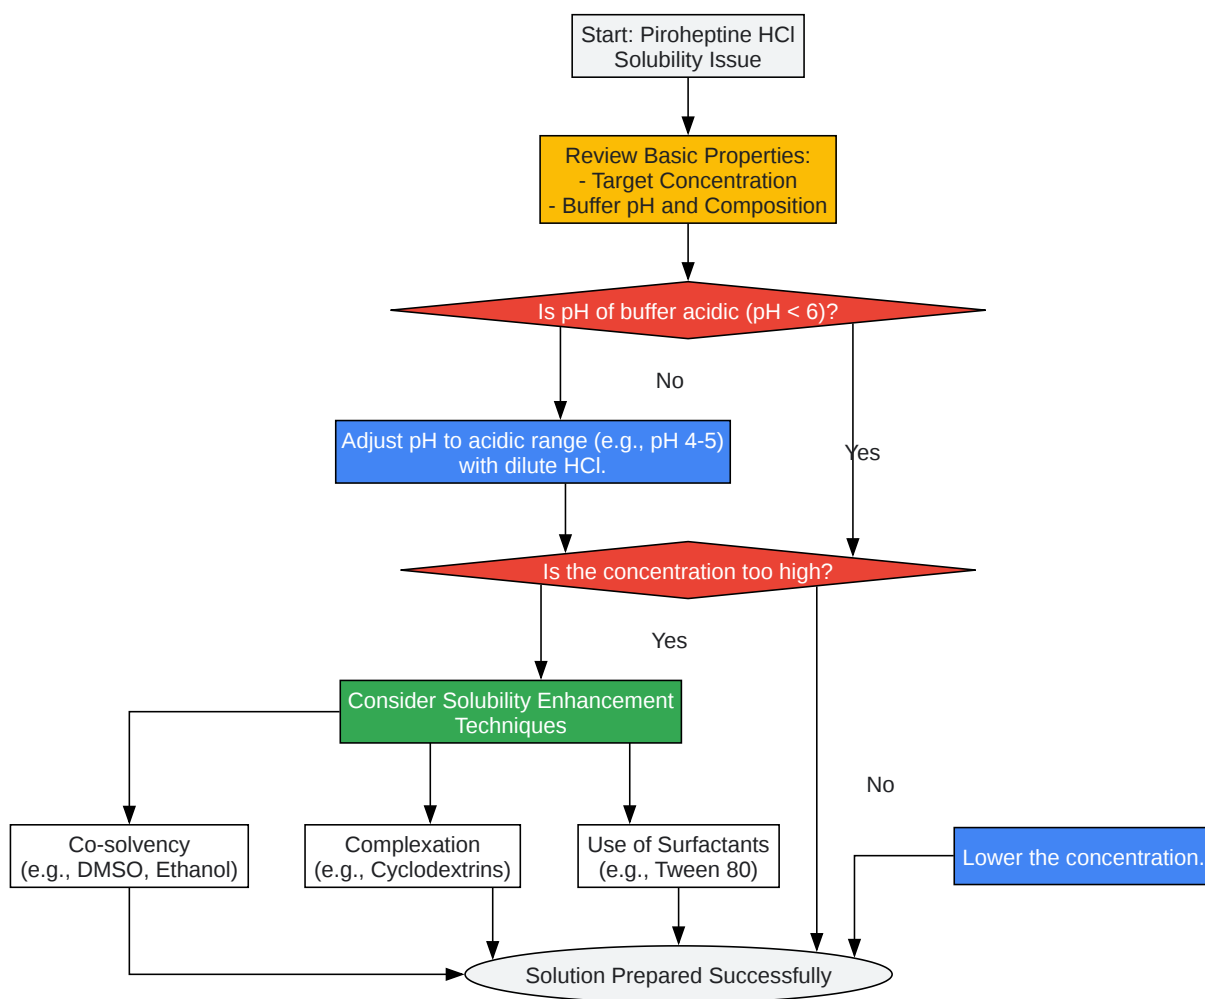 Start: Piroheptine HCl
Solubility Issue
Review Basic Properties:
- Target Concentration
- Buffer pH and Composition
Is pH of buffer acidic (pH < 6)?
No
Adjust pH to acidic range (e.g., pH 4-5)
with dilute HCl.
Yes
Is the concentration too high?
Yes
Consider Solubility Enhancement
Techniques
No
Co-solvency
(e.g., DMSO, Ethanol)
Complexation
(e.g., Cyclodextrins)
Use of Surfactants
(e.g., Tween 80)
Lower the concentration.
Solution Prepared Successfully